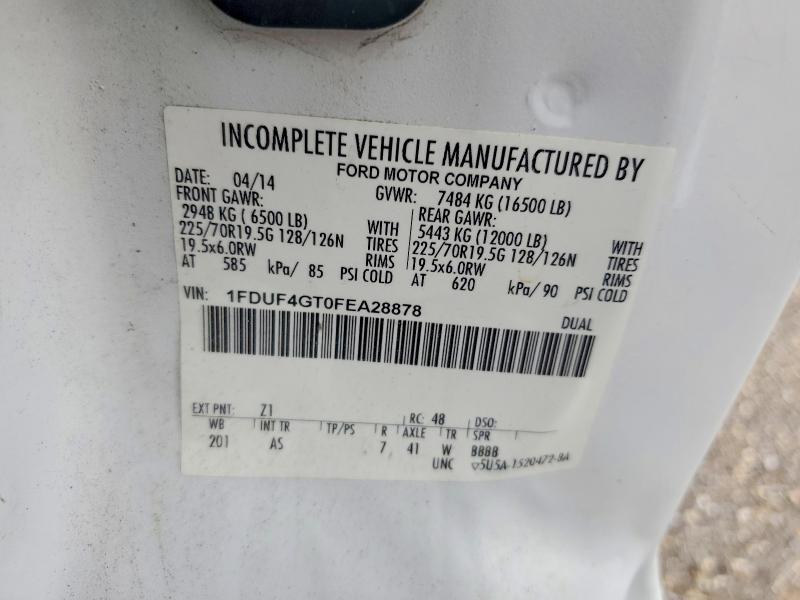 INCOMPLETE VEHICLE MANUFACTURED BY
FORD MOTOR COMPANY
DATE: 04/14 GVWR: 7484 KG (16500 LB)
FRONT GAWR: REAR GAWR:
2948 KG ( 6500 LB) WITH 5443 KG (12000 LB) WITH
225/70R19.5G 128/126N TIRES 225/70R19.5G 128/126N TIRES
19.5x6.0RW RIMS 19.5x6.0RW RIMS
AT 585 kPa/ 85 PSI COLD AT 620 kPa/ 90 PSI COLD
VIN: 1FDUF4GT0FEA28878 DUAL
EXT PNT: Z1 RC: 48 DSO:
WB INT TR TP/PS R AXLE TR SPR
201 AS 7 41 W BBBB
UNC ▽5U5A-1520472-BA